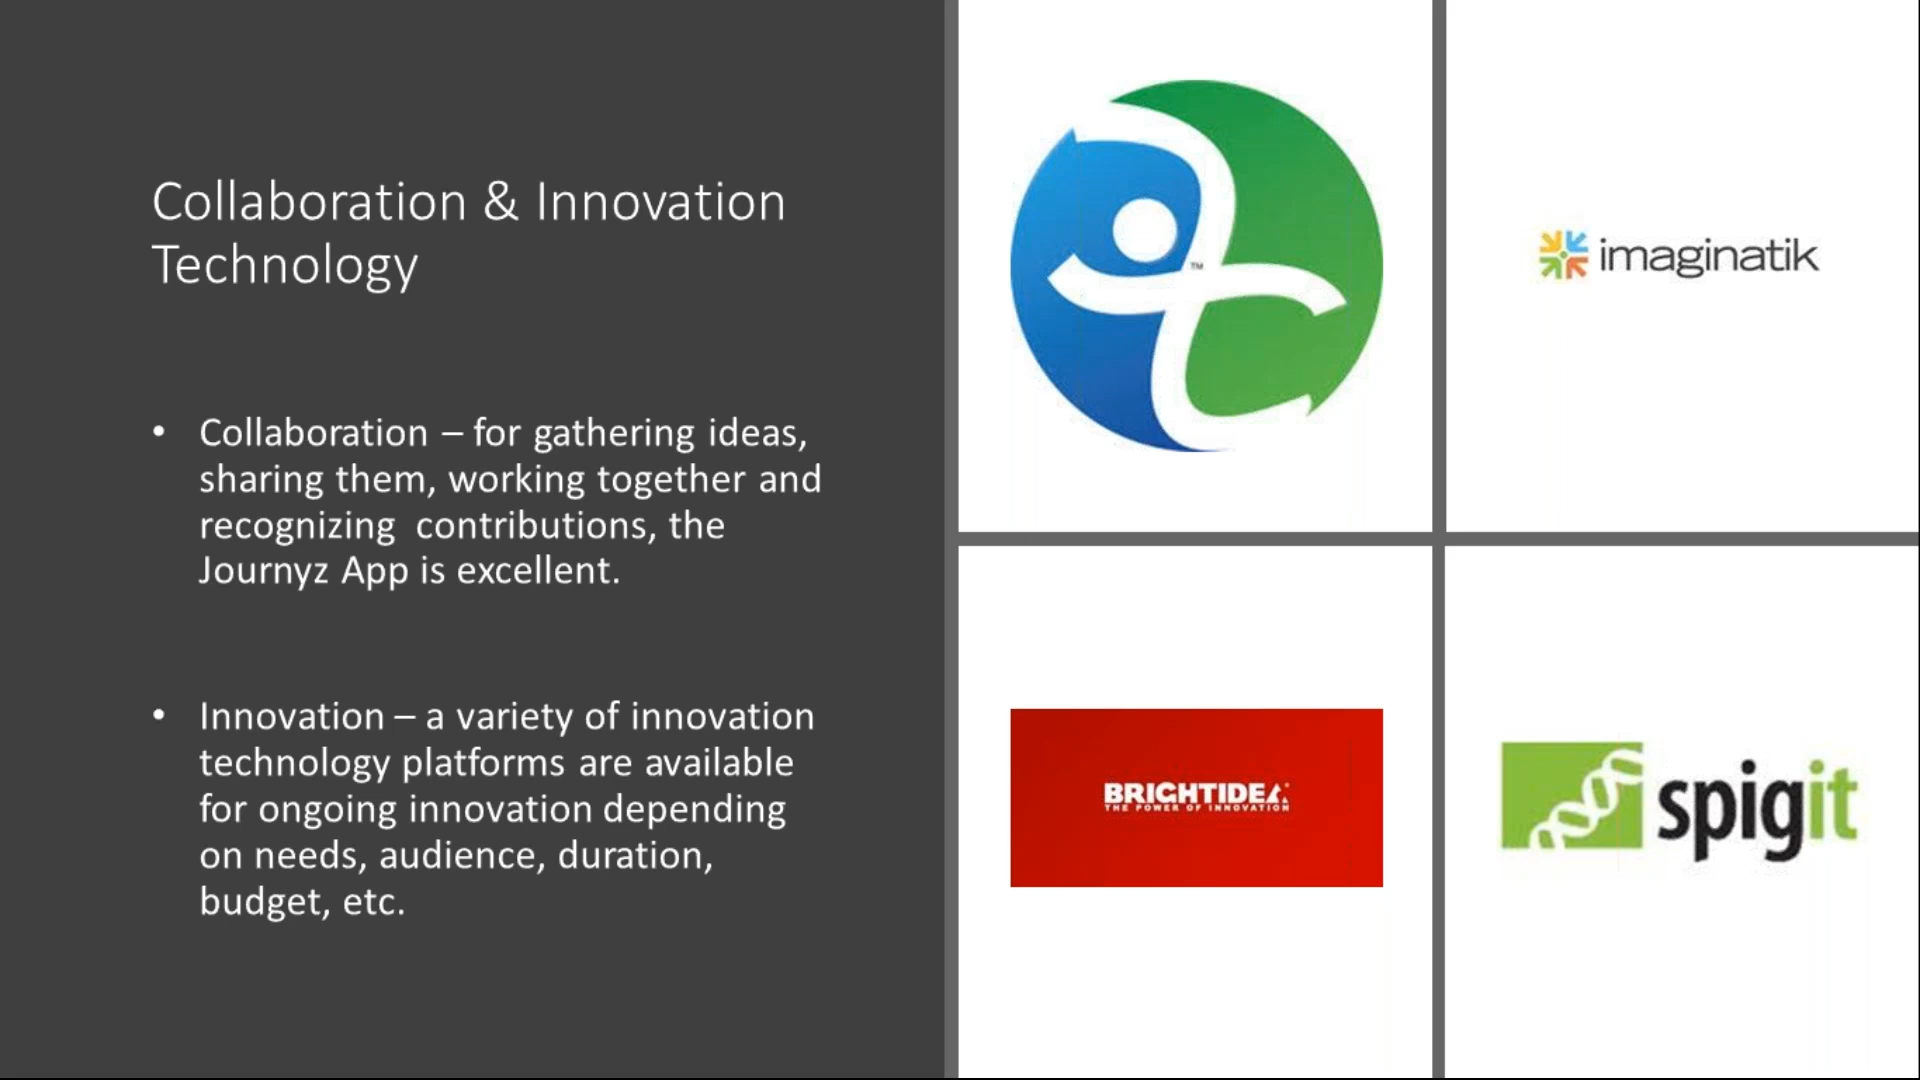 Collaboration & Innovation
Technology
• Collaboration – for gathering ideas,
sharing them, working together and
recognizing  contributions, the
Journyz App is excellent.
• Innovation – a variety of innovation
technology platforms are available
for ongoing innovation depending
on needs, audience, duration,
budget, etc.
TM
imaginatik
BRIGHTIDEA
THE POWER OF INNOVATION
spigit